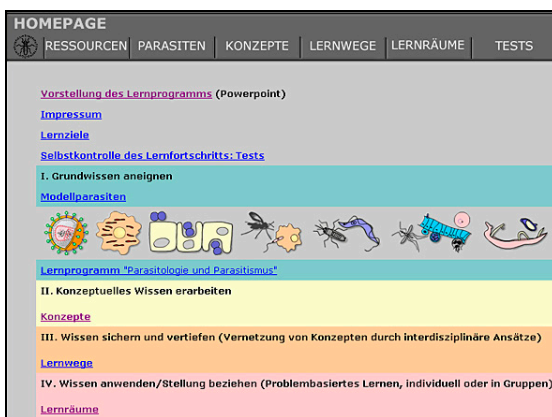 HOMEPAGE
RESSOURCEN PARASITEN KONZEPTE LERNWEGE LERNRÄUME TESTS
Vorstellung des Lernprogramms (Powerpoint)
Impressum
Lernziele
Selbstkontrolle des Lernfortschritts: Tests
I. Grundwissen aneignen
Modellparasiten
Lernprogramm "Parasitologie und Parasitismus"
II. Konzeptuelles Wissen erarbeiten
Konzepte
III. Wissen sichern und vertiefen (Vernetzung von Konzepten durch interdisziplinäre Ansätze)
Lernwege
IV. Wissen anwenden/Stellung beziehen (Problembasiertes Lernen, individuell oder in Gruppen)
Lernräume